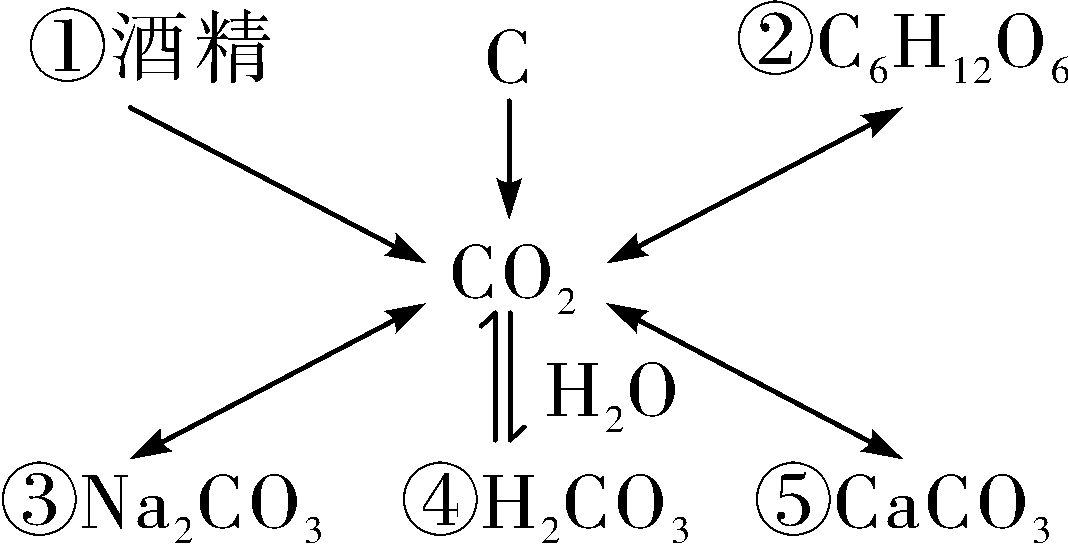 ①酒精
C
②C₆H₁₂O₆
CO₂
H₂O
③Na₂CO₃
④H₂CO₃
⑤CaCO₃